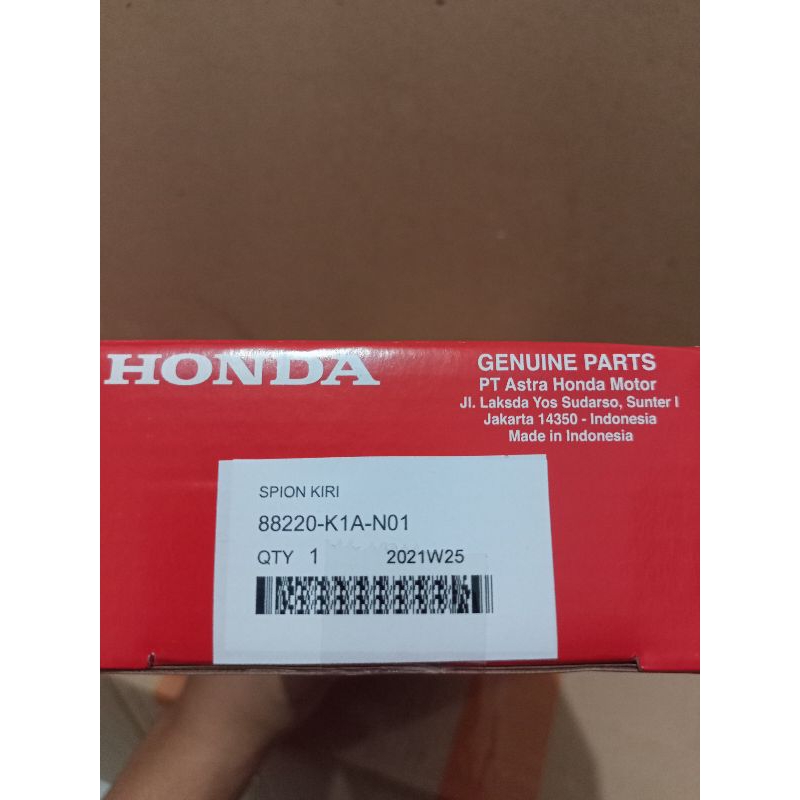 HONDA
GENUINE PARTS
PT Astra Honda Motor
Jl. Laksda Yos Sudarso, Sunter I
Jakarta 14350 - Indonesia
Made in Indonesia
SPION KIRI
88220-K1A-N01
QTY 1 2021W25